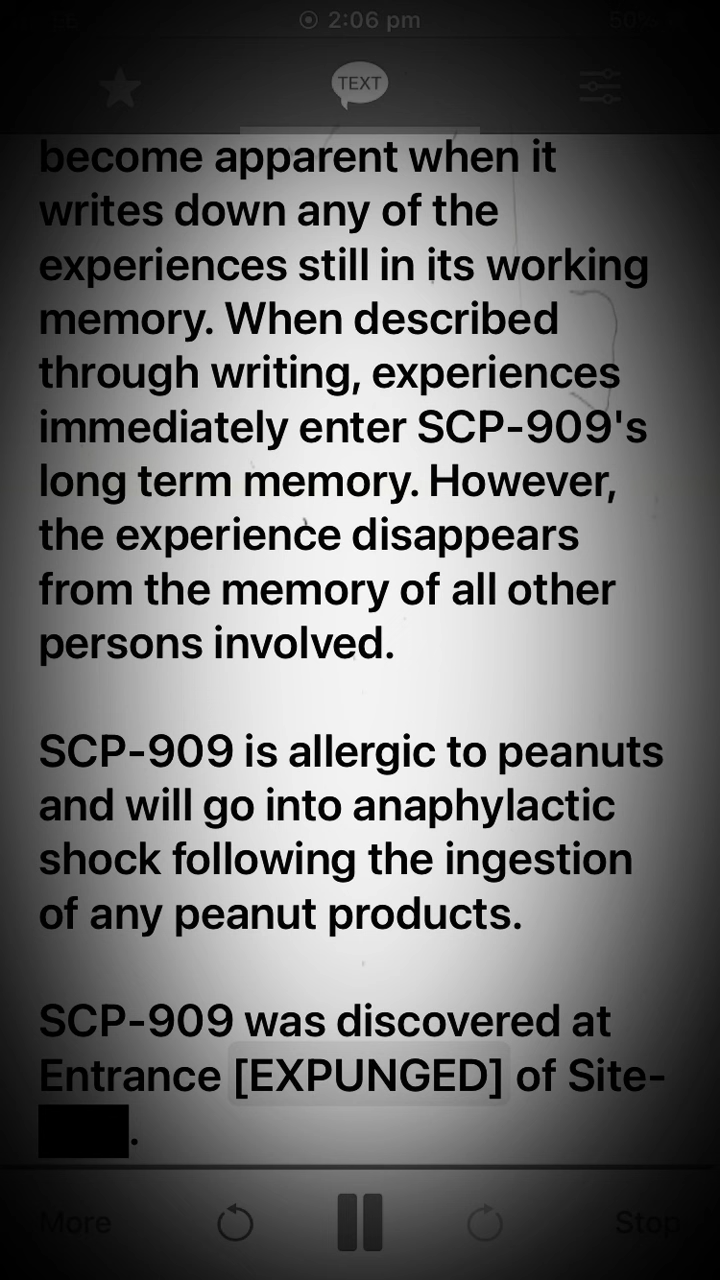 2:06 pm
50%
TEXT
become apparent when it
writes down any of the
experiences still in its working
memory. When described
through writing, experiences
immediately enter SCP-909's
long term memory. However,
the experience disappears
from the memory of all other
persons involved.
SCP-909 is allergic to peanuts
and will go into anaphylactic
shock following the ingestion
of any peanut products.
SCP-909 was discovered at
Entrance [EXPUNGED] of Site-
.
More
Stop